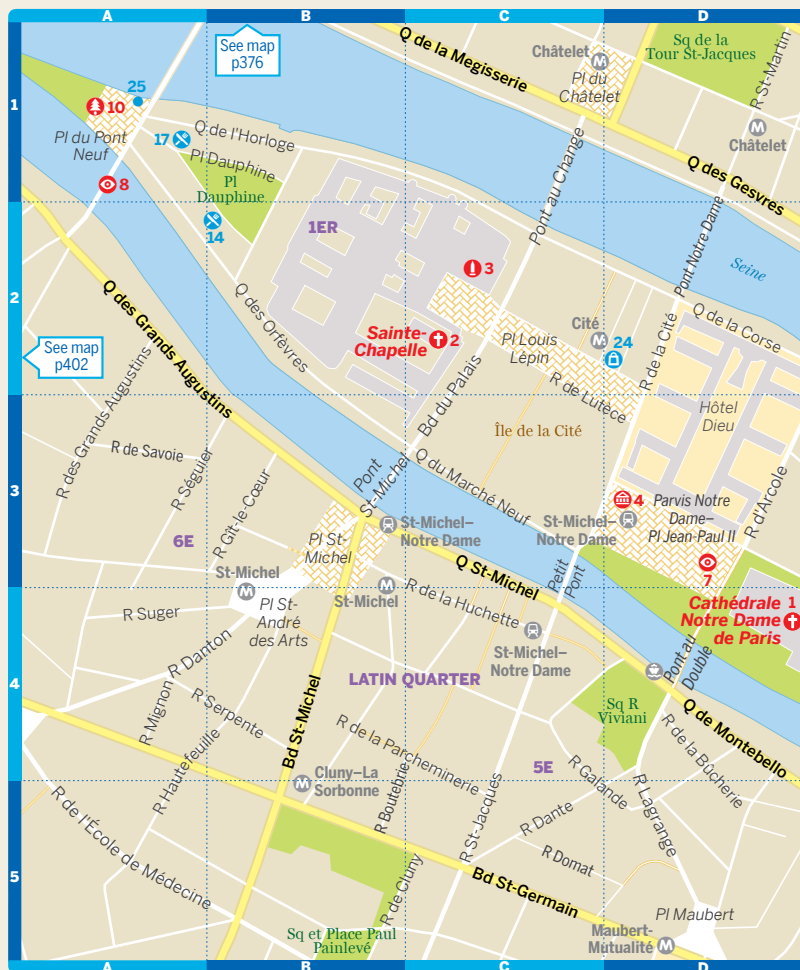 A
B
C
D
See map
p376
Q de la Megisserie
Châtelet
Sq de la
Tour St-Jacques
R St-Martin
Pl du
Châtelet
1
25
10
Pl du Pont
Neuf
17
Q de l'Horloge
Pl Dauphine
Pl
Dauphine
8
14
Châtelet
Q des Gesvres
Pont au Change
Pont Notre Dame
Seine
1ER
3
2
Sainte-
Chapelle
2
Pl Louis
Lépin
Cité
24
R de la Cité
Q de la Corse
R de Lutèce
Q des Grands Augustins
Q des Orfèvres
See map
p402
Bd du Palais
Hôtel
Dieu
Île de la Cité
R des Grands Augustins
R de Savoie
R Séguier
R Gît-le-Cœur
3
Pont
St-Michel
Q du Marché Neuf
4
Parvis Notre
Dame–
Pl Jean-Paul II
R d'Arcole
St-Michel–
Notre Dame
St-Michel–
Notre Dame
Pl St-
Michel
6E
7
Q St-Michel
Petit
Pont
St-Michel
St-Michel
R de la Huchette
Cathédrale
Notre Dame
de Paris
1
R Suger
Pl St-
André
des Arts
R Danton
St-Michel–
Notre Dame
Pont au
Double
4
LATIN QUARTER
R Mignon
R Serpente
Bd St-Michel
Sq R
Viviani
Q de Montebello
R Hautefeuille
R de la Parcheminerie
R de la Bûcherie
5E
R Galande
Cluny–La
Sorbonne
R Boutebrie
R St-Jacques
R Dante
R Lagrange
R de l'École de Médecine
R Domat
5
R de Cluny
Bd St-Germain
Pl Maubert
Sq et Place Paul
Painlevé
Maubert-
Mutualité
A
B
C
D